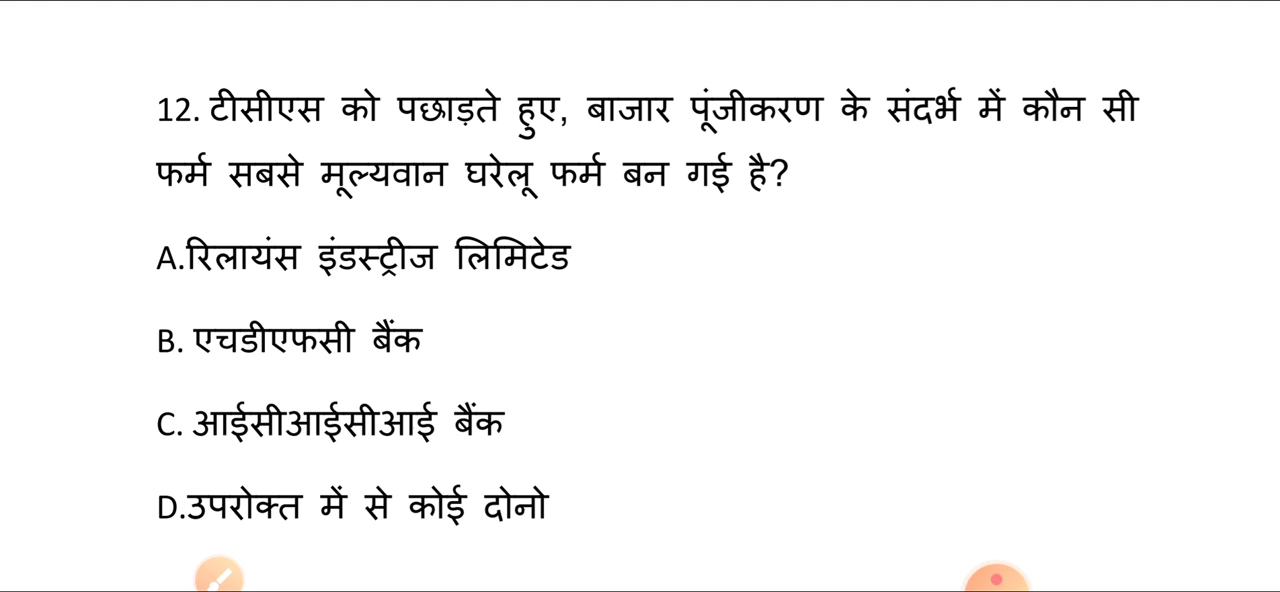 12. टीसीएस को पछाड़ते हुए, बाजार पूंजीकरण के संदर्भ में कौन सी
फर्म सबसे मूल्यवान घरेलू फर्म बन गई है?
A.रिलायंस इंडस्ट्रीज लिमिटेड
B. एचडीएफसी बैंक
C. आईसीआईसीआई बैंक
D.उपरोक्त में से कोई दोनो